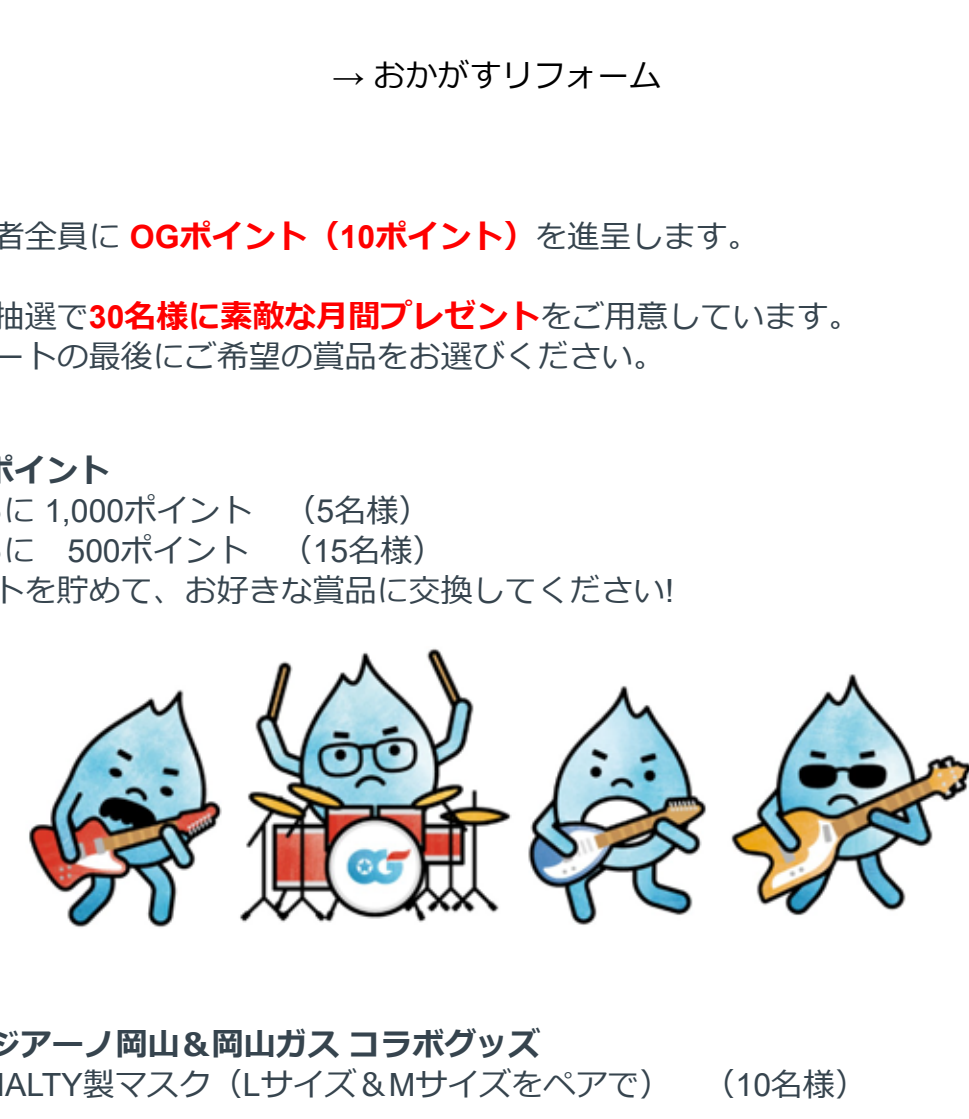 → おかがすリフォーム
者全員に OGポイント（10ポイント）を進呈します。
抽選で30名様に素敵な月間プレゼントをご用意しています。
ートの最後にご希望の賞品をお選びください。
ポイント
に 1,000ポイント　（5名様）
に　500ポイント　（15名様）
トを貯めて、お好きな賞品に交換してください!
OG
ジアーノ岡山＆岡山ガス コラボグッズ
IALTY製マスク（Lサイズ＆Mサイズをペアで）　（10名様）